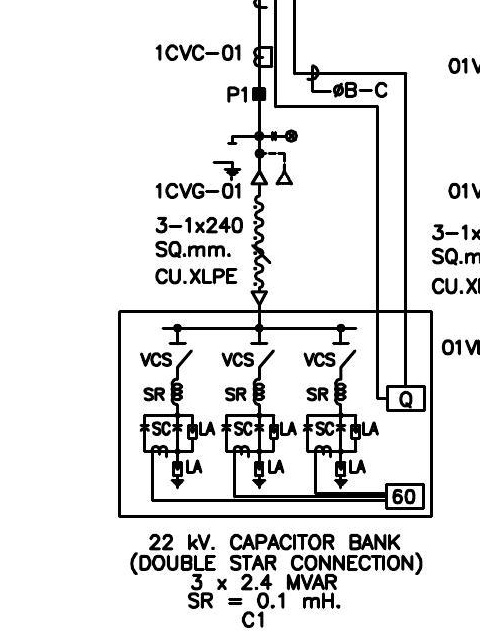 1CVC-01
01V
øB-C
P1
1CVG-01
01V
3-1x240
SQ.mm.
CU.XLPE
3-1x
SQ.m
CU.X
01V
VCS VCS VCS
SR SR SR
Q
SC LA SC LA SC LA
LA LA LA
60
22 kV. CAPACITOR BANK
(DOUBLE STAR CONNECTION)
3 x 2.4 MVAR
SR = 0.1 mH.
C1